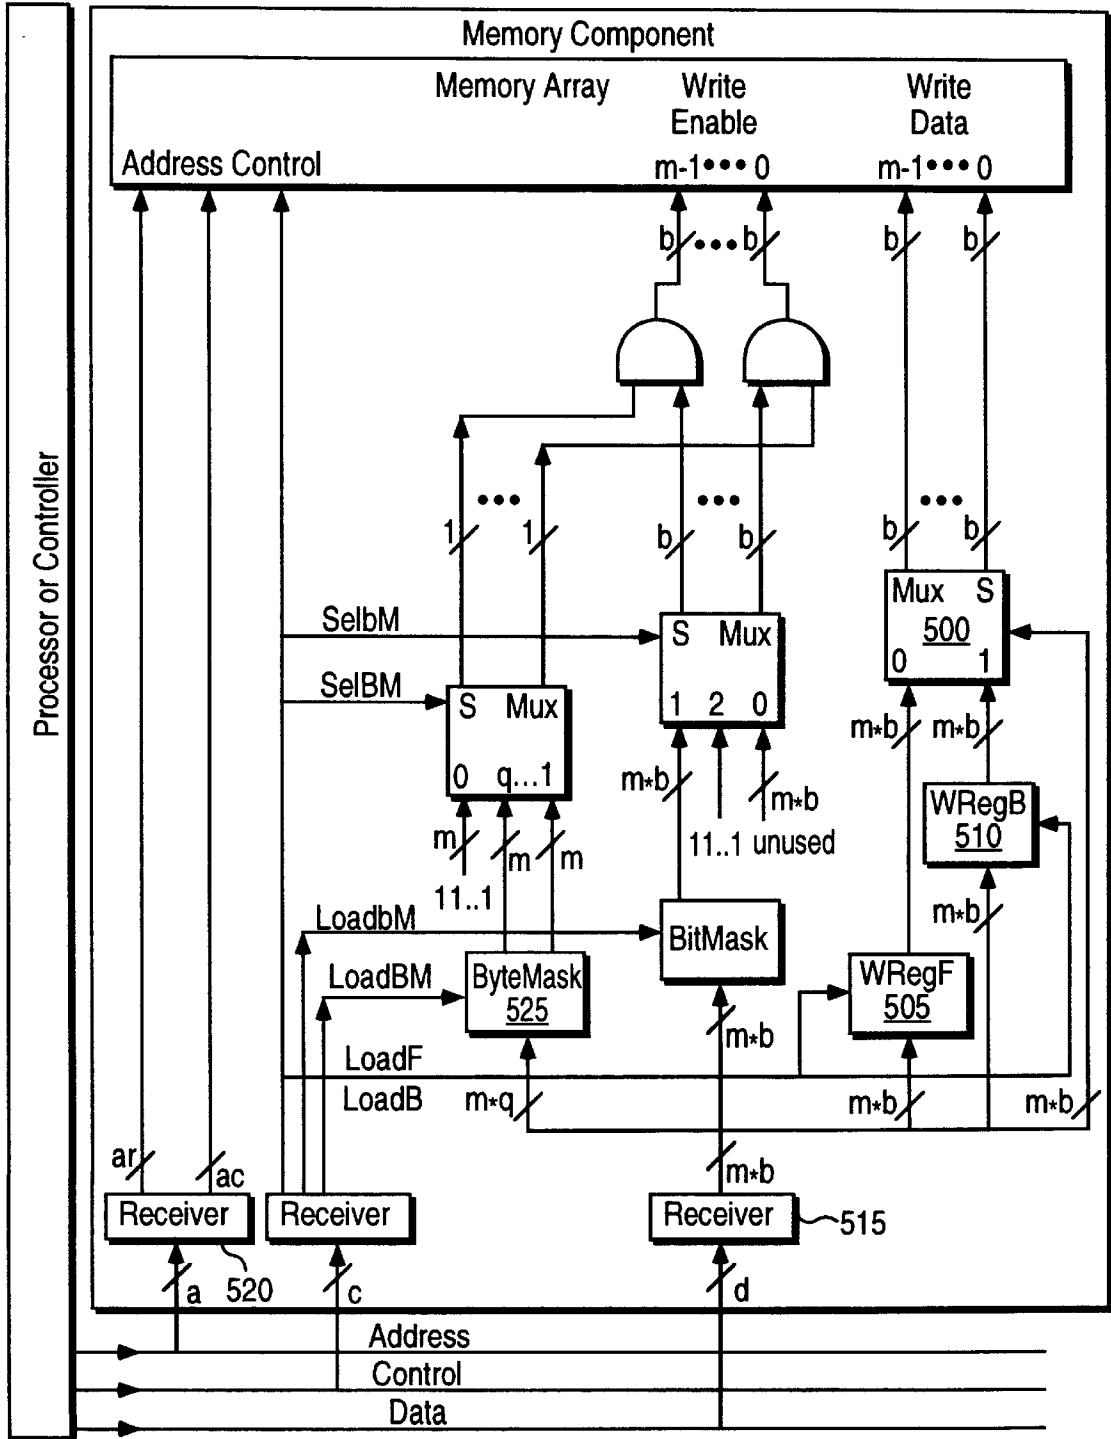 Memory Component
Memory Array
Write Enable
Write Data
Address Control
m-1••• 0
m-1••• 0
b ••• b
b
b
Processor or Controller
•••
•••
•••
1
1
b
b
b
b
Mux S
500
0 1
SelbM
S Mux
1 2 0
SelBM
S Mux
0 q...1
m*b
m*b
m*b
m*b
WRegB
510
m
m
m
11..1 unused
11..1
LoadbM
BitMask
m*b
LoadBM
ByteMask
525
WRegF
505
m*b
LoadF
LoadB
m*q
m*b
m*b
ar
ac
m*b
Receiver
Receiver
Receiver
515
520
a
c
d
Address
Control
Data